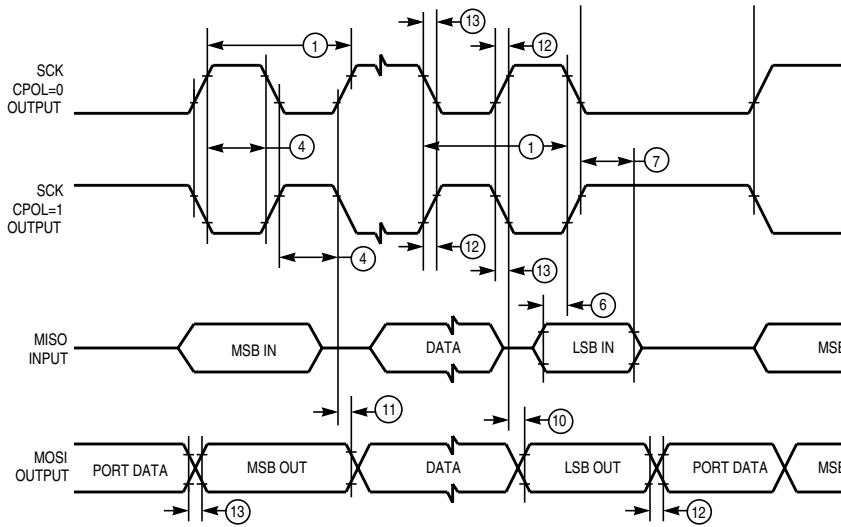 13
1
12
SCK
CPOL=0
OUTPUT
4
1
7
SCK
CPOL=1
OUTPUT
12
4
13
6
MISO
INPUT
MSB IN
DATA
LSB IN
MSB
11
10
MOSI
OUTPUT
PORT DATA
MSB OUT
DATA
LSB OUT
PORT DATA
MSB
13
12